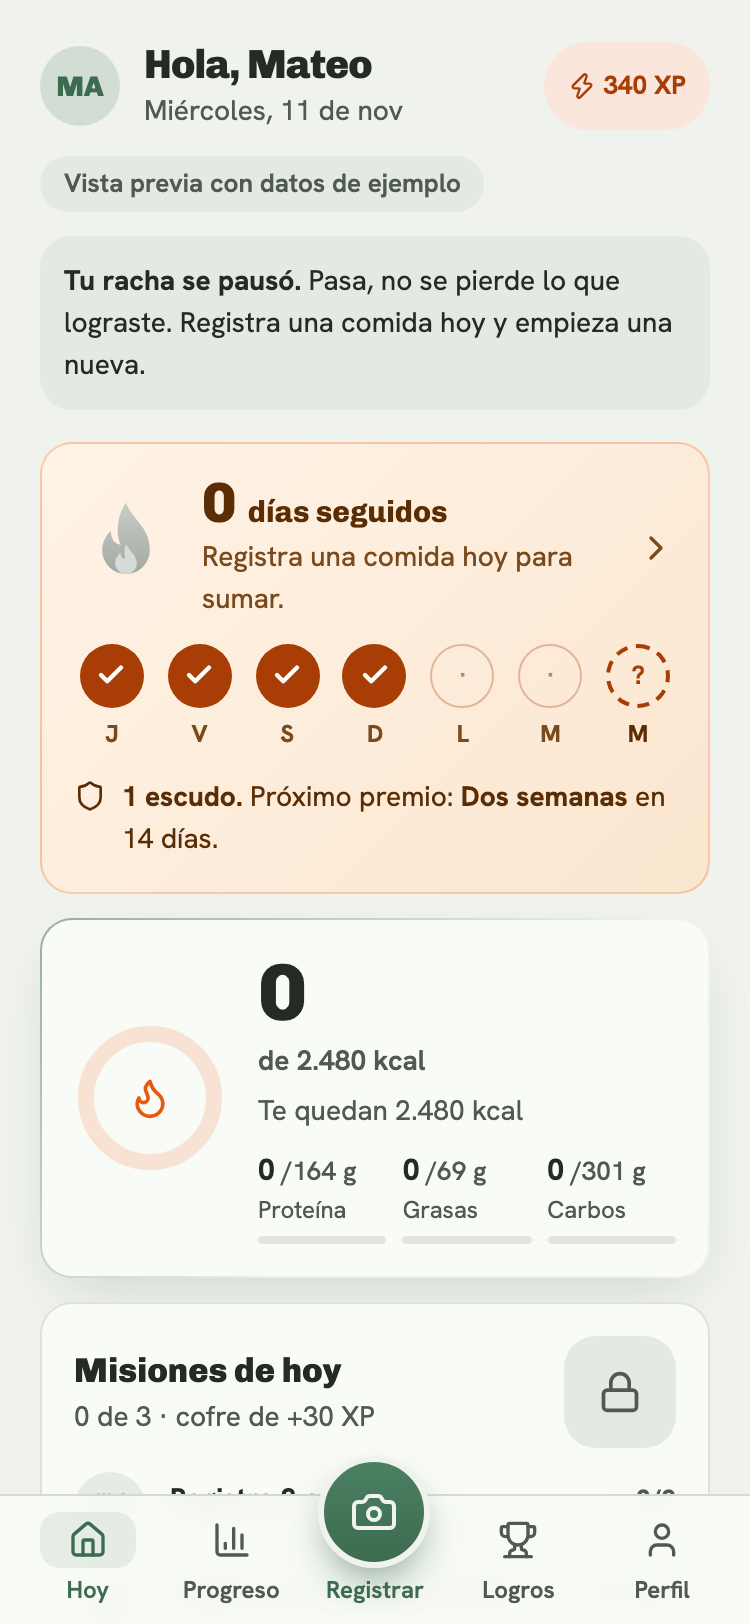 MA
Hola, Mateo
Miércoles, 11 de nov
340 XP
Vista previa con datos de ejemplo
Tu racha se pausó. Pasa, no se pierde lo que
lograste. Registra una comida hoy y empieza una
nueva.
0 días seguidos
Registra una comida hoy para
sumar.
· · ?
J V S D L M M
1 escudo. Próximo premio: Dos semanas en
14 días.
0
de 2.480 kcal
Te quedan 2.480 kcal
0 /164 g 0 /69 g 0 /301 g
Proteína Grasas Carbos
Misiones de hoy
0 de 3 · cofre de +30 XP
Hoy Progreso Registrar Logros Perfil